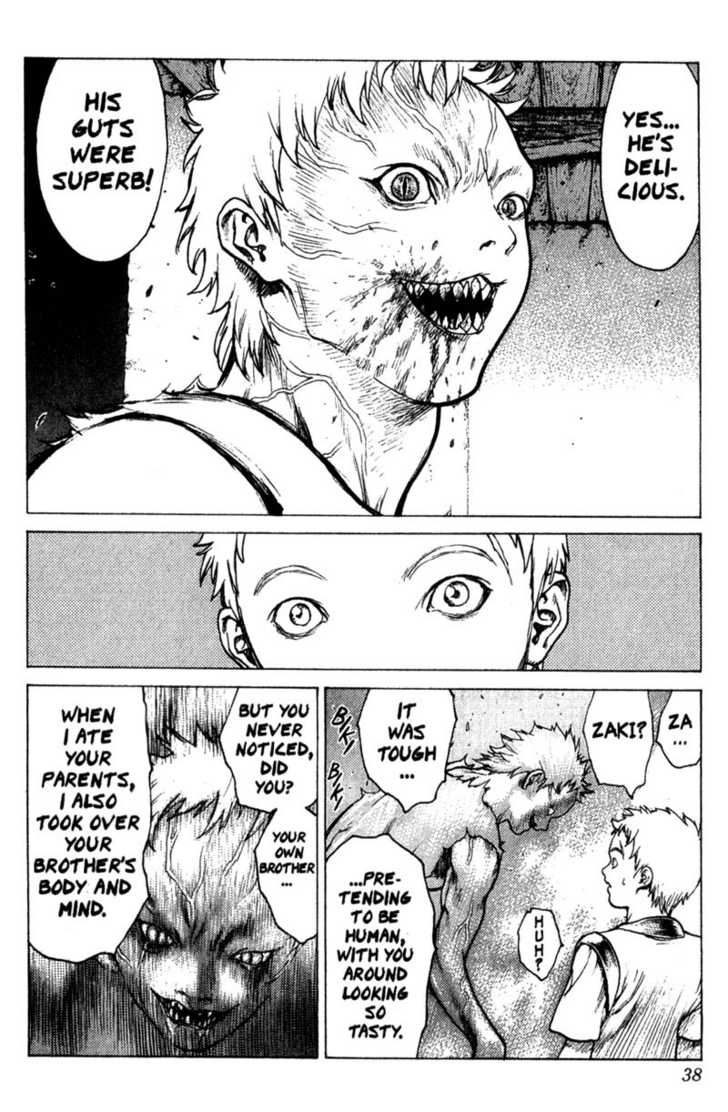 YES...
HE'S
DELI-
CIOUS.
HIS
GUTS
WERE
SUPERB!
ZA
...
ZAKI?
IT
WAS
TOUGH
...
BIKI
BIKI
...PRE-
TENDING
TO BE
HUMAN,
WITH YOU
AROUND
LOOKING
SO
TASTY.
HUH?
BUT YOU
NEVER
NOTICED,
DID
YOU?
YOUR
OWN
BROTHER
...
WHEN
I ATE
YOUR
PARENTS,
I ALSO
TOOK OVER
YOUR
BROTHER'S
BODY AND
MIND.
38